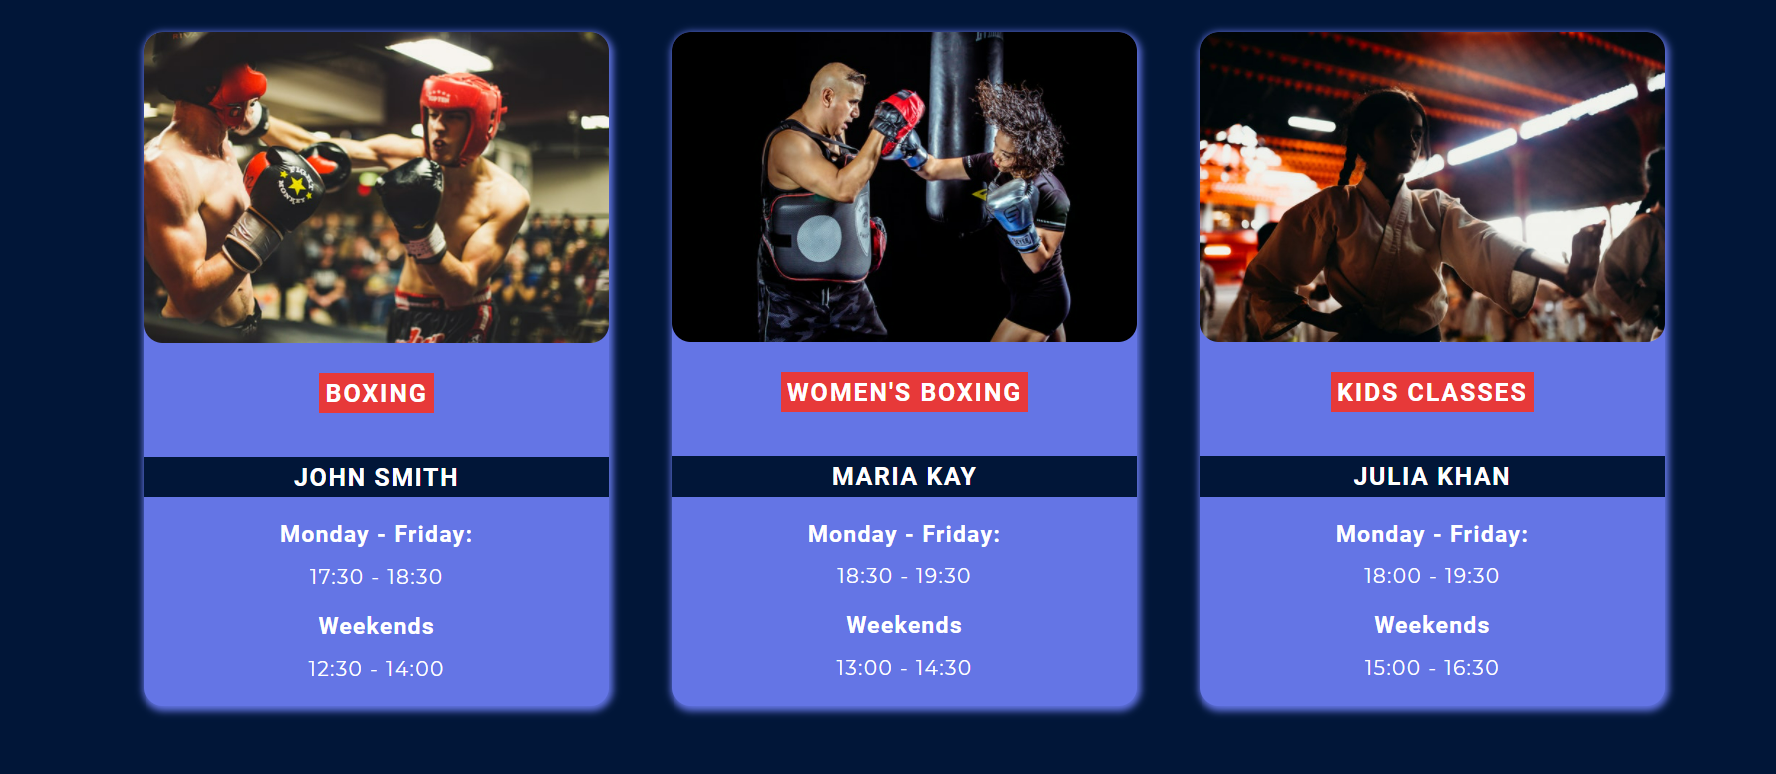 FIGHT
MONKEY
BOXING
JOHN SMITH
Monday - Friday:
17:30 - 18:30
Weekends
12:30 - 14:00
WOMEN'S BOXING
MARIA KAY
Monday - Friday:
18:30 - 19:30
Weekends
13:00 - 14:30
KIDS CLASSES
JULIA KHAN
Monday - Friday:
18:00 - 19:30
Weekends
15:00 - 16:30